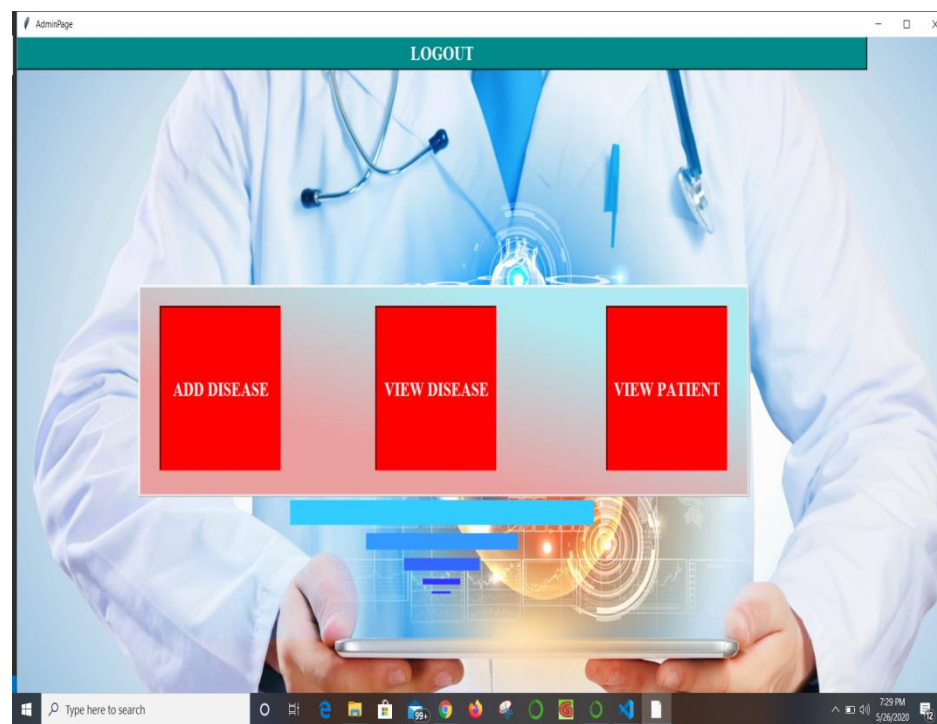 AdminPage
LOGOUT
ADD DISEASE
VIEW DISEASE
VIEW PATIENT
Type here to search
99+
7:29 PM
5/26/2020
12